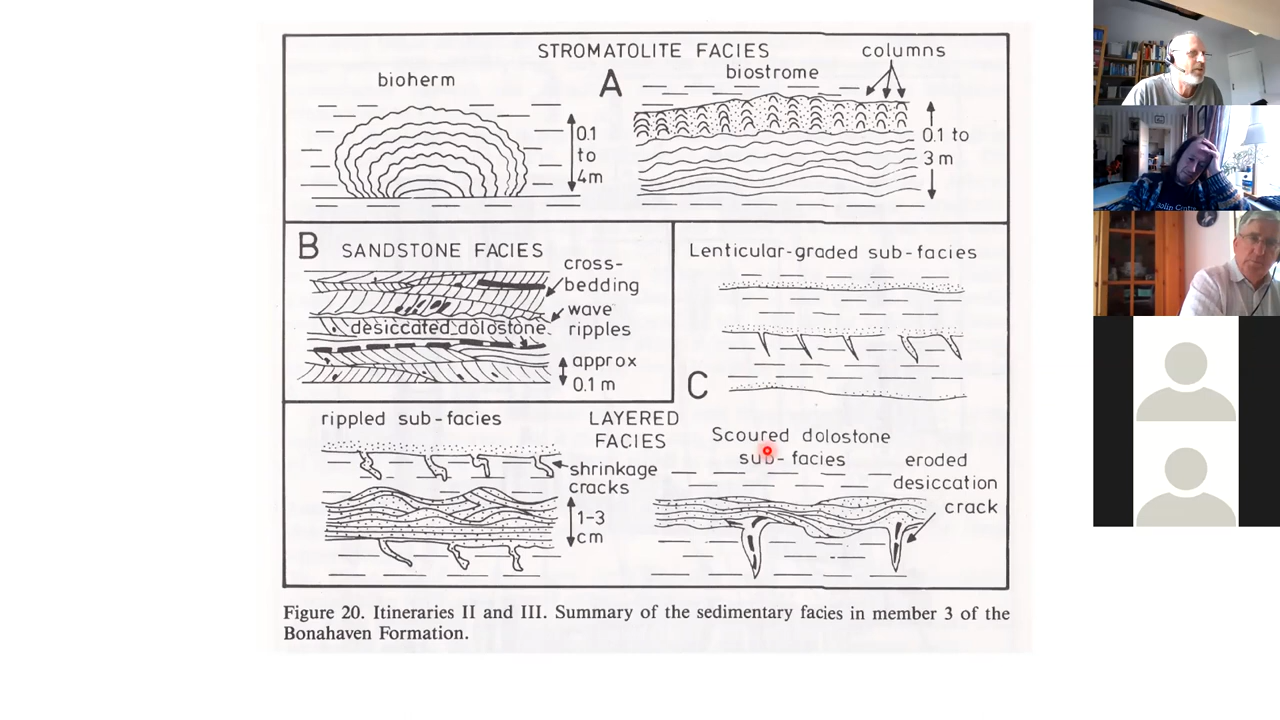 STROMATOLITE FACIES
columns
bioherm
A
biostrome
0.1
to
4m
0.1 to
3 m
B
SANDSTONE FACIES
cross-
bedding
wave
ripples
desiccated dolostone
approx
0.1 m
Lenticular-graded sub-facies
C
rippled sub-facies
LAYERED
FACIES
shrinkage
cracks
1-3
cm
Scoured dolostone
sub-facies
eroded
desiccation
crack
Figure 20. Itineraries II and III. Summary of the sedimentary facies in member 3 of the
Bonahaven Formation.